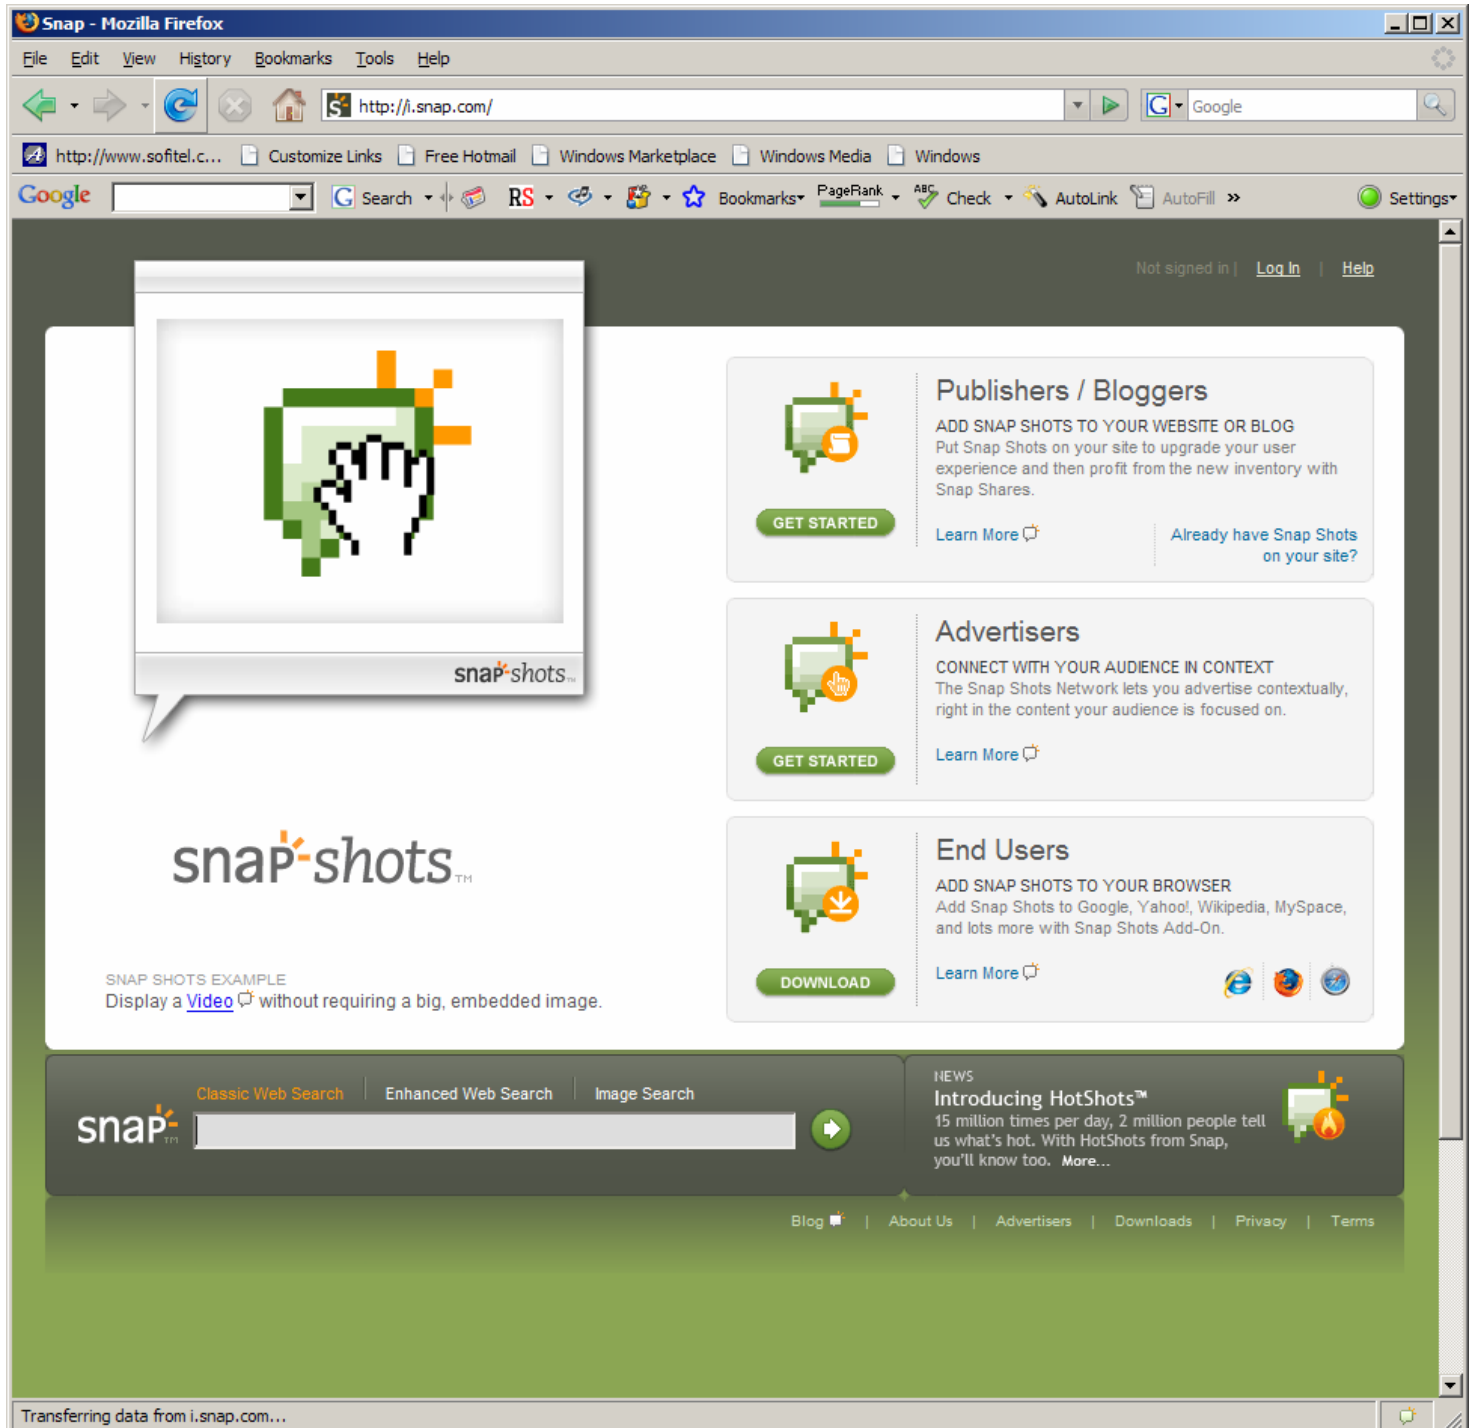 Snap - Mozilla Firefox
File Edit View History Bookmarks Tools Help
http://i.snap.com/ Google
http://www.sofitel.c... Customize Links Free Hotmail Windows Marketplace Windows Media Windows
Google Search RS Bookmarks PageRank ABC Check AutoLink AutoFill » Settings
Not signed in | Log In | Help
snap shots™
Publishers / Bloggers
ADD SNAP SHOTS TO YOUR WEBSITE OR BLOG
Put Snap Shots on your site to upgrade your user
experience and then profit from the new inventory with
Snap Shares.
GET STARTED
Learn More
Already have Snap Shots
on your site?
Advertisers
CONNECT WITH YOUR AUDIENCE IN CONTEXT
The Snap Shots Network lets you advertise contextually,
right in the content your audience is focused on.
GET STARTED
Learn More
snap shots™
End Users
ADD SNAP SHOTS TO YOUR BROWSER
Add Snap Shots to Google, Yahoo!, Wikipedia, MySpace,
and lots more with Snap Shots Add-On.
DOWNLOAD
Learn More
SNAP SHOTS EXAMPLE
Display a Video without requiring a big, embedded image.
Classic Web Search | Enhanced Web Search | Image Search
snap™
NEWS
Introducing HotShots™
15 million times per day, 2 million people tell
us what's hot. With HotShots from Snap,
you'll know too. More...
Blog | About Us | Advertisers | Downloads | Privacy | Terms
Transferring data from i.snap.com...